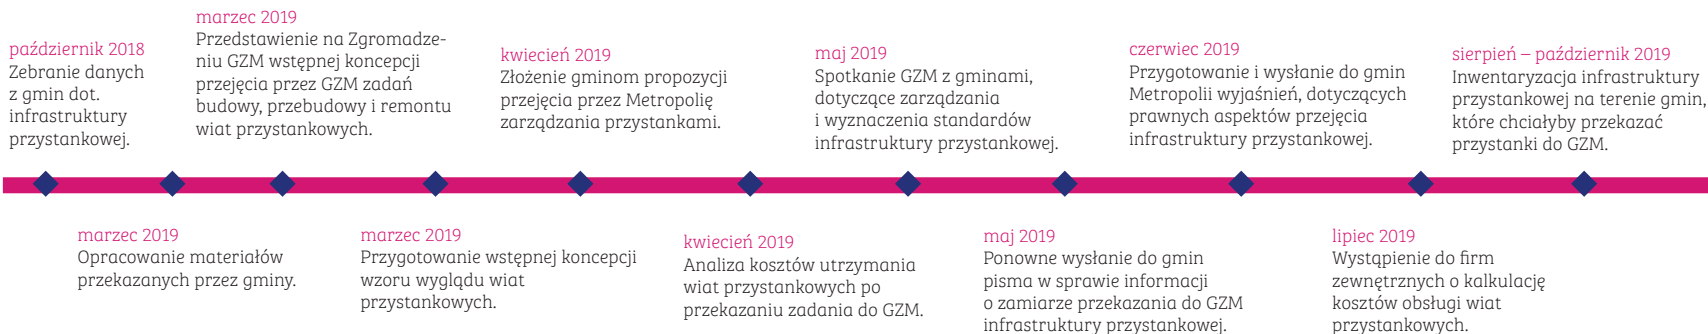 październik 2018
Zebranie danych
z gmin dot.
infrastruktury
przystankowej.
marzec 2019
Przedstawienie na Zgromadze-
niu GZM wstępnej koncepcji
przejęcia przez GZM zadań
budowy, przebudowy i remontu
wiat przystankowych.
kwiecień 2019
Złożenie gminom propozycji
przejęcia przez Metropolię
zarządzania przystankami.
maj 2019
Spotkanie GZM z gminami,
dotyczące zarządzania
i wyznaczenia standardów
infrastruktury przystankowej.
czerwiec 2019
Przygotowanie i wysłanie do gmin
Metropolii wyjaśnień, dotyczących
prawnych aspektów przejęcia
infrastruktury przystankowej.
sierpień – październik 2019
Inwentaryzacja infrastruktury
przystankowej na terenie gmin,
które chciałyby przekazać
przystanki do GZM.
marzec 2019
Opracowanie materiałów
przekazanych przez gminy.
marzec 2019
Przygotowanie wstępnej koncepcji
wzoru wyglądu wiat
przystankowych.
kwiecień 2019
Analiza kosztów utrzymania
wiat przystankowych po
przekazaniu zadania do GZM.
maj 2019
Ponowne wysłanie do gmin
pisma w sprawie informacji
o zamiarze przekazania do GZM
infrastruktury przystankowej.
lipiec 2019
Wystąpienie do firm
zewnętrznych o kalkulację
kosztów obsługi wiat
przystankowych.